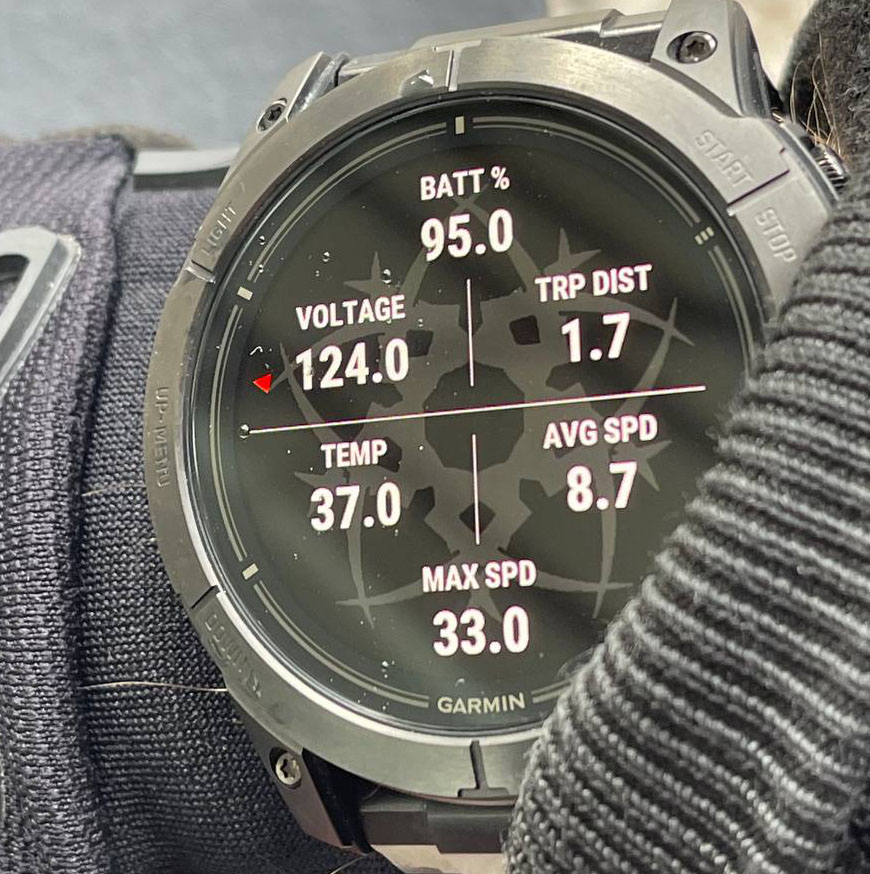 BATT %
95.0
VOLTAGE
124.0
TRP DIST
1.7
TEMP
37.0
AVG SPD
8.7
MAX SPD
33.0
GARMIN
LIGHT
UP·MENU
DOWN
START
STOP